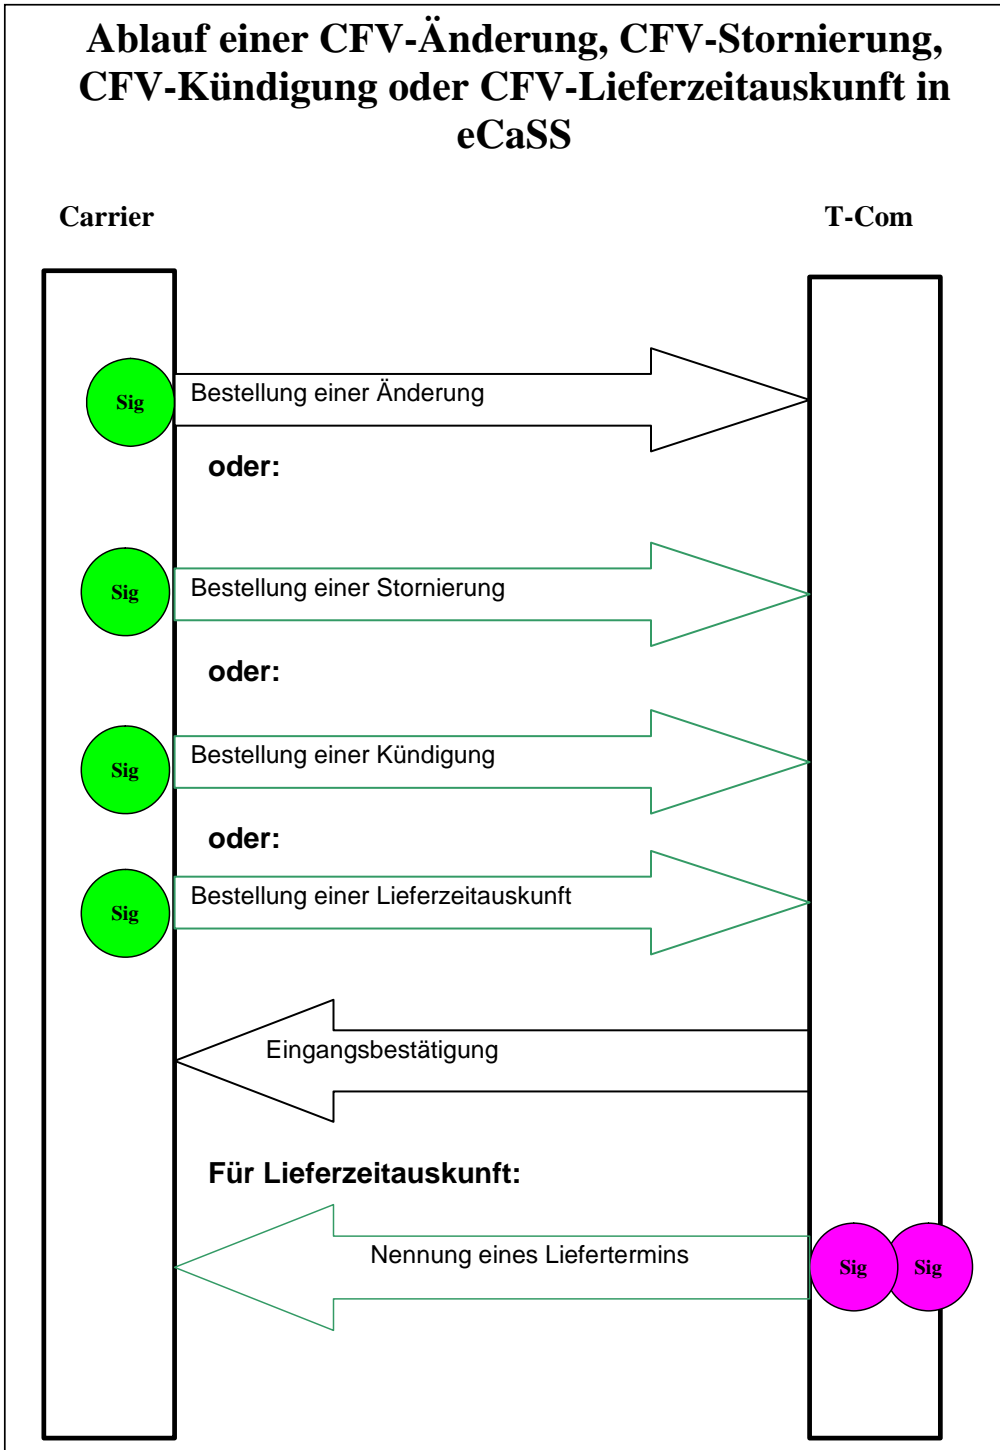 Ablauf einer CFV-Änderung, CFV-Stornierung,
CFV-Kündigung oder CFV-Lieferzeitauskunft in
eCaSS
Carrier
T-Com
Sig
Bestellung einer Änderung
oder:
Sig
Bestellung einer Stornierung
oder:
Sig
Bestellung einer Kündigung
oder:
Sig
Bestellung einer Lieferzeitauskunft
Eingangsbestätigung
Für Lieferzeitauskunft:
Nennung eines Liefertermins
Sig
Sig